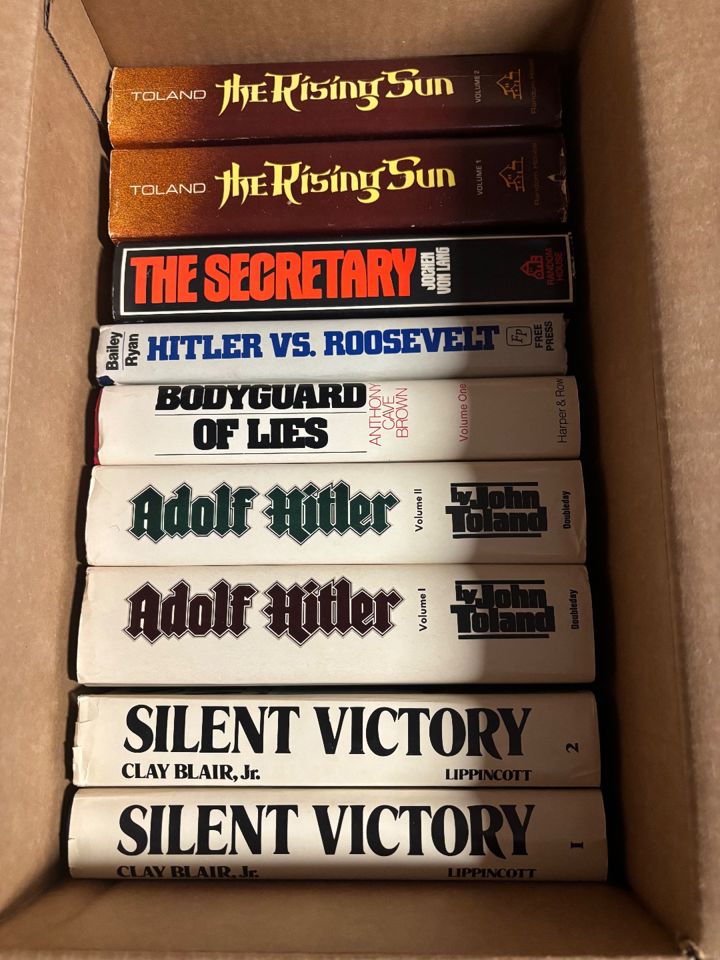 TOLAND the Rising Sun VOLUME 2 Random House
TOLAND the Rising Sun VOLUME 1 Random House
THE SECRETARY JOCHEN VON LANG RANDOM HOUSE
Bailey Ryan HITLER VS. ROOSEVELT Fp FREE PRESS
BODYGUARD
OF LIES
ANTHONY
CAVE
BROWN
Volume One
Harper & Row
Adolf Hitler Volume II by John Toland Doubleday
Adolf Hitler Volume I by John Toland Doubleday
SILENT VICTORY 2
CLAY BLAIR, Jr. LIPPINCOTT
SILENT VICTORY 1
CLAY BLAIR, Jr. LIPPINCOTT